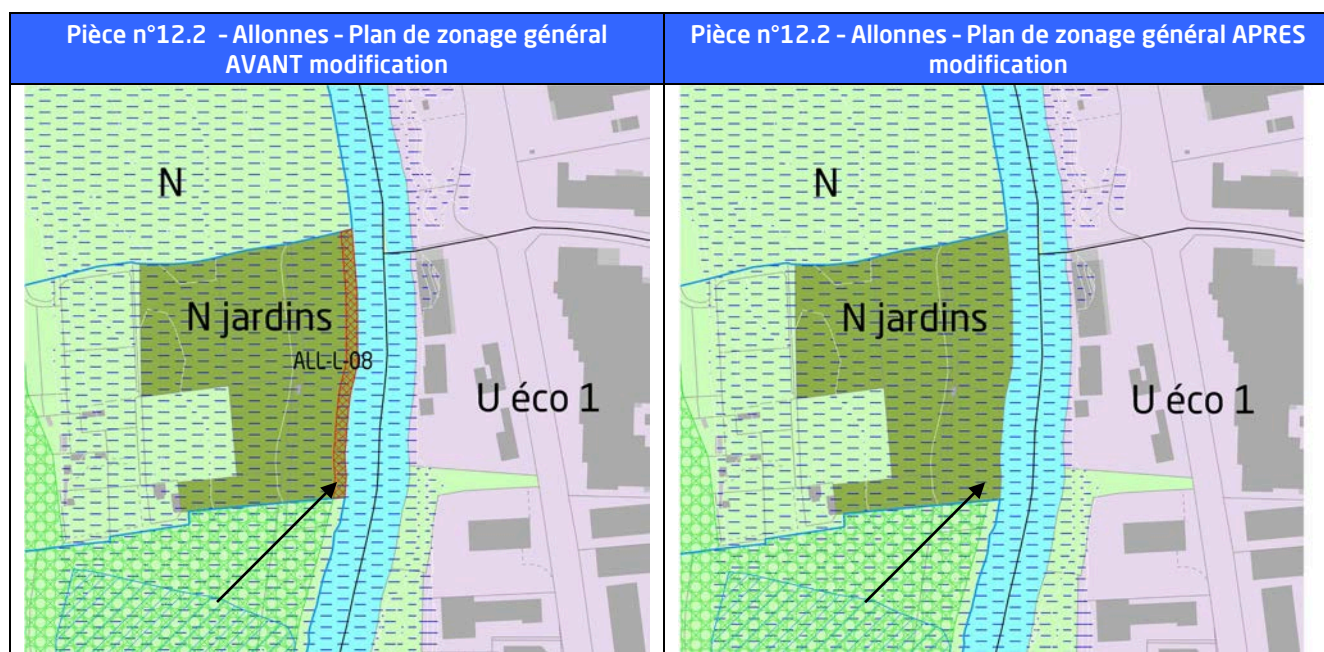 Pièce n°12.2 - Allonnes - Plan de zonage général
AVANT modification
Pièce n°12.2 - Allonnes - Plan de zonage général APRES
modification
N
N jardins
ALL-L-08
U éco 1
N
N jardins
U éco 1